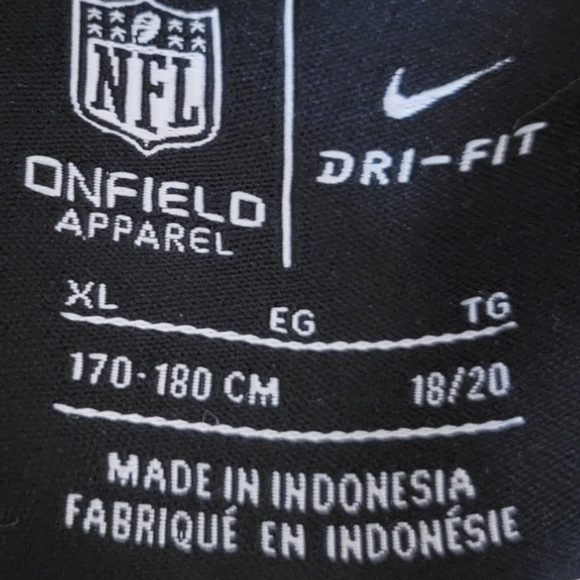 NFL
ONFIELD
APPAREL
DRI-FIT
XL EG TG
170-180 CM 18/20
MADE IN INDONESIA
FABRIQUÉ EN INDONÉSIE